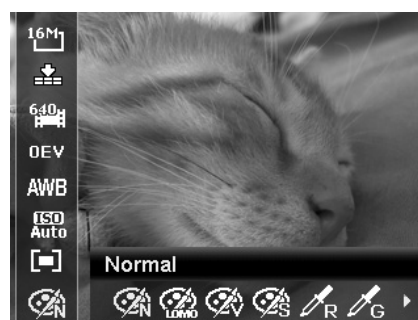 16M
640
0EV
AWB
ISO
Auto
Normal
N
N LOMO V S R G